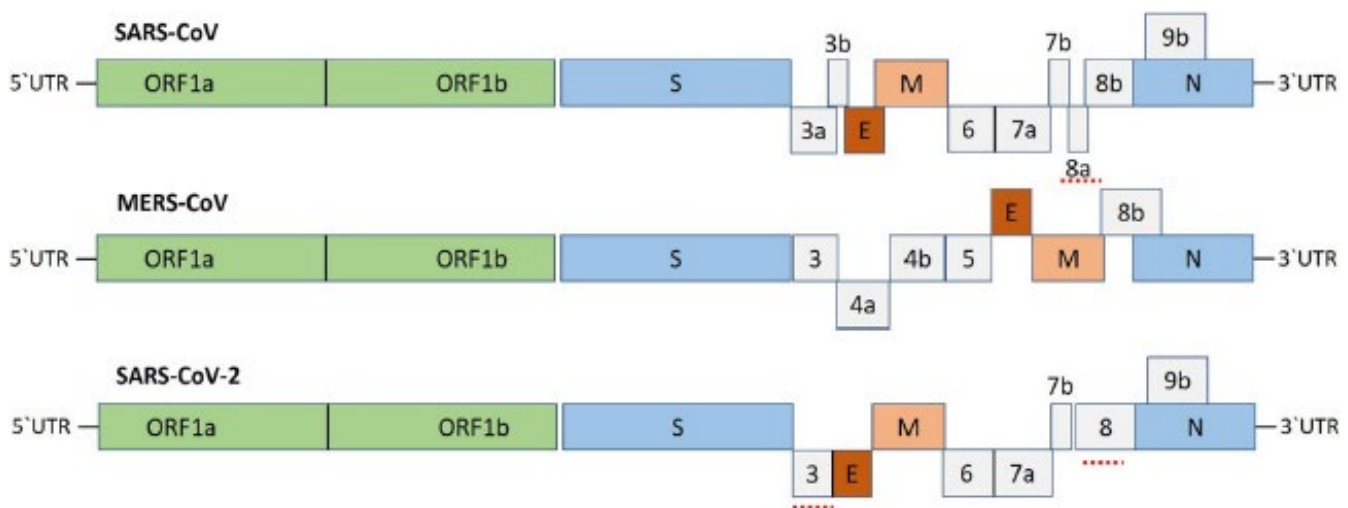 SARS-CoV
3b 7b 9b
5`UTR ORF1a ORF1b S M 8b N 3`UTR
3a E 6 7a
8a
MERS-CoV
E 8b
5`UTR ORF1a ORF1b S 3 4b 5 M N 3`UTR
4a
SARS-CoV-2
7b 9b
5`UTR ORF1a ORF1b S M 8 N 3`UTR
3 E 6 7a